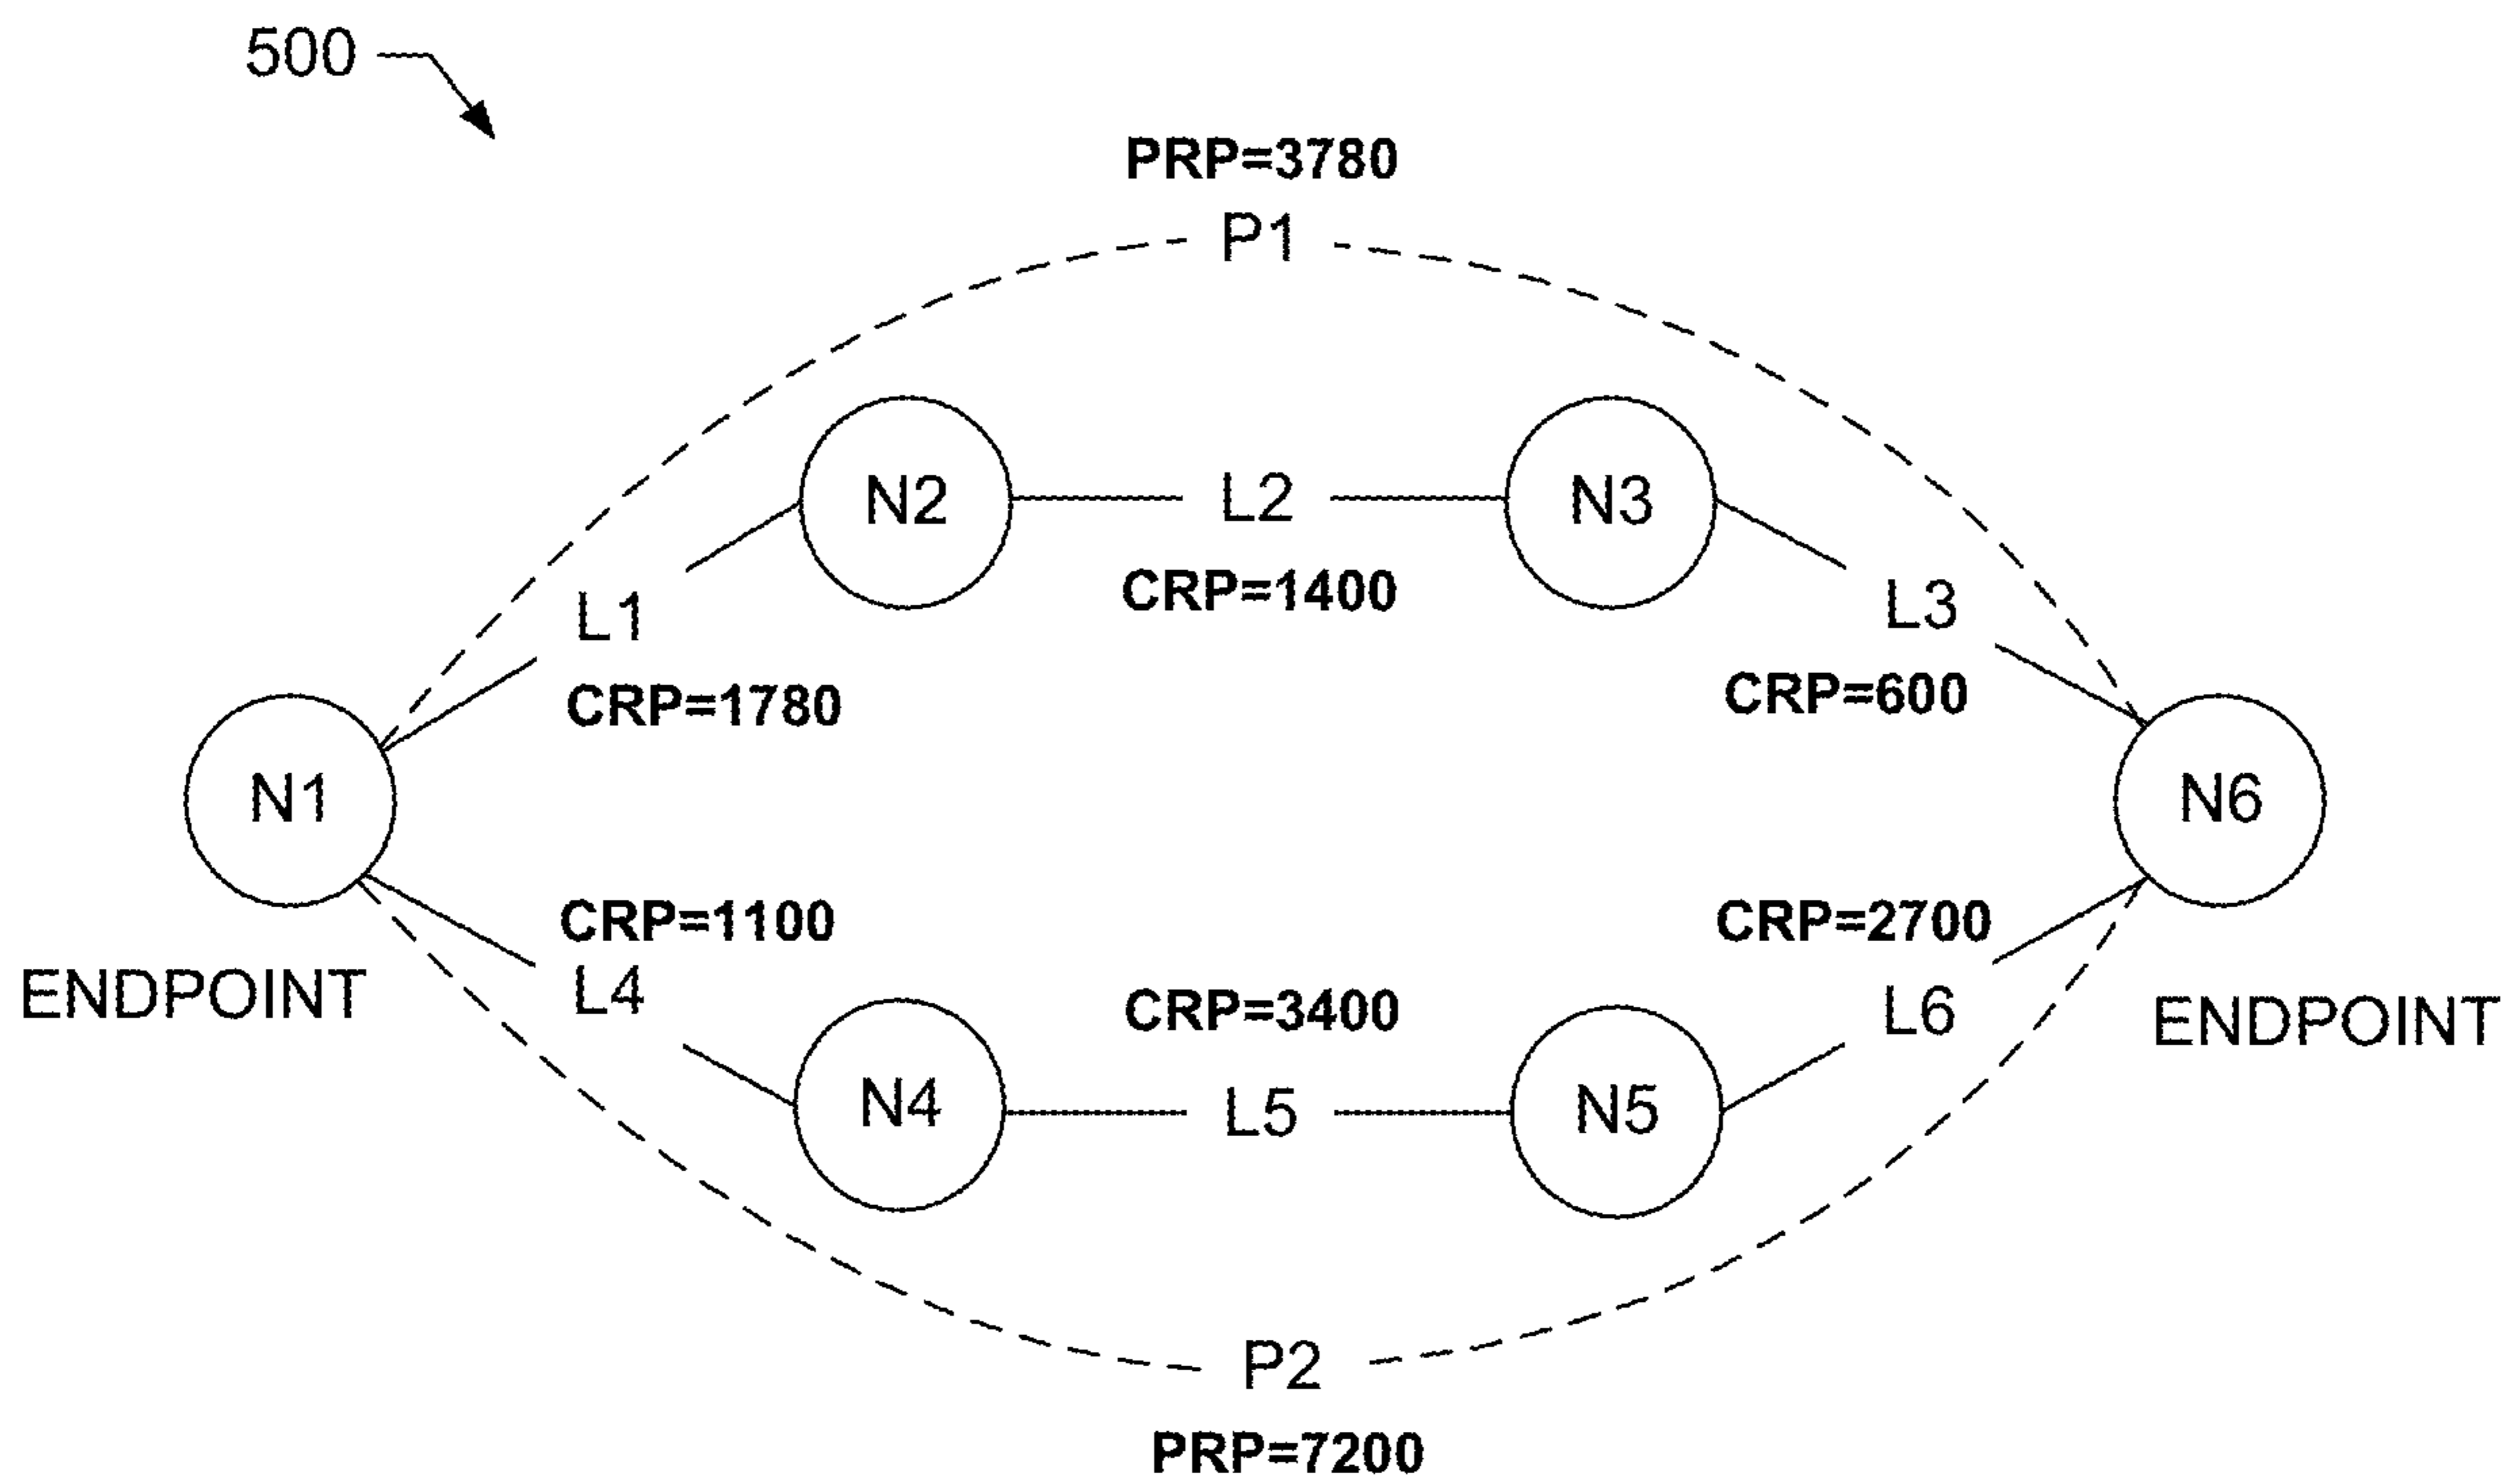 500
PRP=3780
P1
N2
L2
N3
CRP=1400
L1
L3
CRP=1780
CRP=600
N1
N6
CRP=1100
CRP=2700
ENDPOINT
L4
CRP=3400
L6
ENDPOINT
N4
L5
N5
P2
PRP=7200